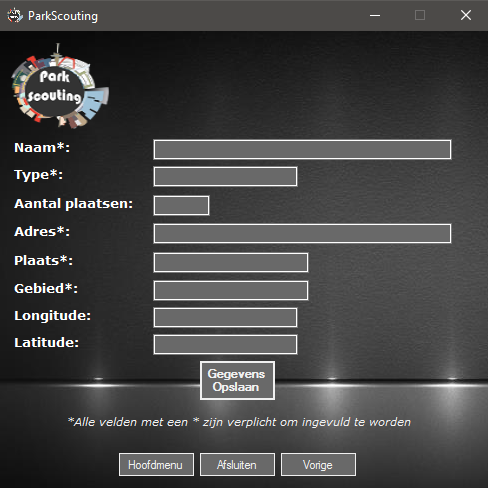 ParkScouting
Park
Scouting
Naam*:
Type*:
Aantal plaatsen:
Adres*:
Plaats*:
Gebied*:
Longitude:
Latitude:
Gegevens
Opslaan
*Alle velden met een * zijn verplicht om ingevuld te worden
Hoofdmenu Afsluiten Vorige